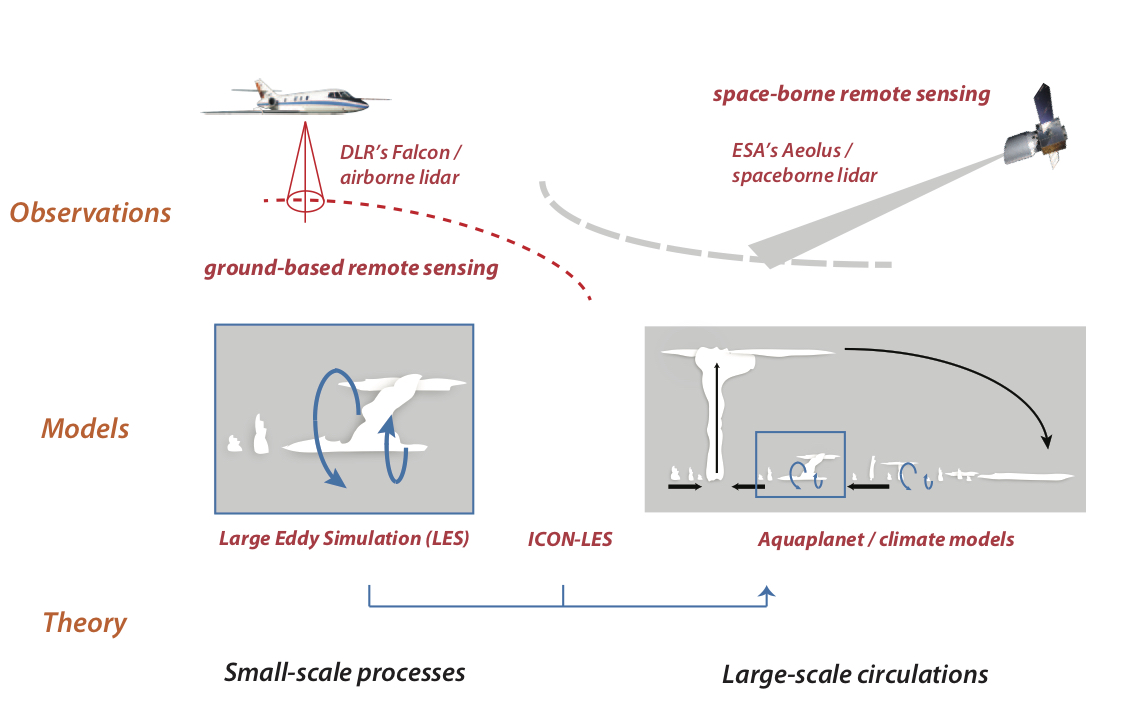 space-borne remote sensing
DLR's Falcon /
airborne lidar
ESA's Aeolus /
spaceborne lidar
Observations
ground-based remote sensing
Models
Large Eddy Simulation (LES)
ICON-LES
Aquaplanet / climate models
Theory
Small-scale processes
Large-scale circulations